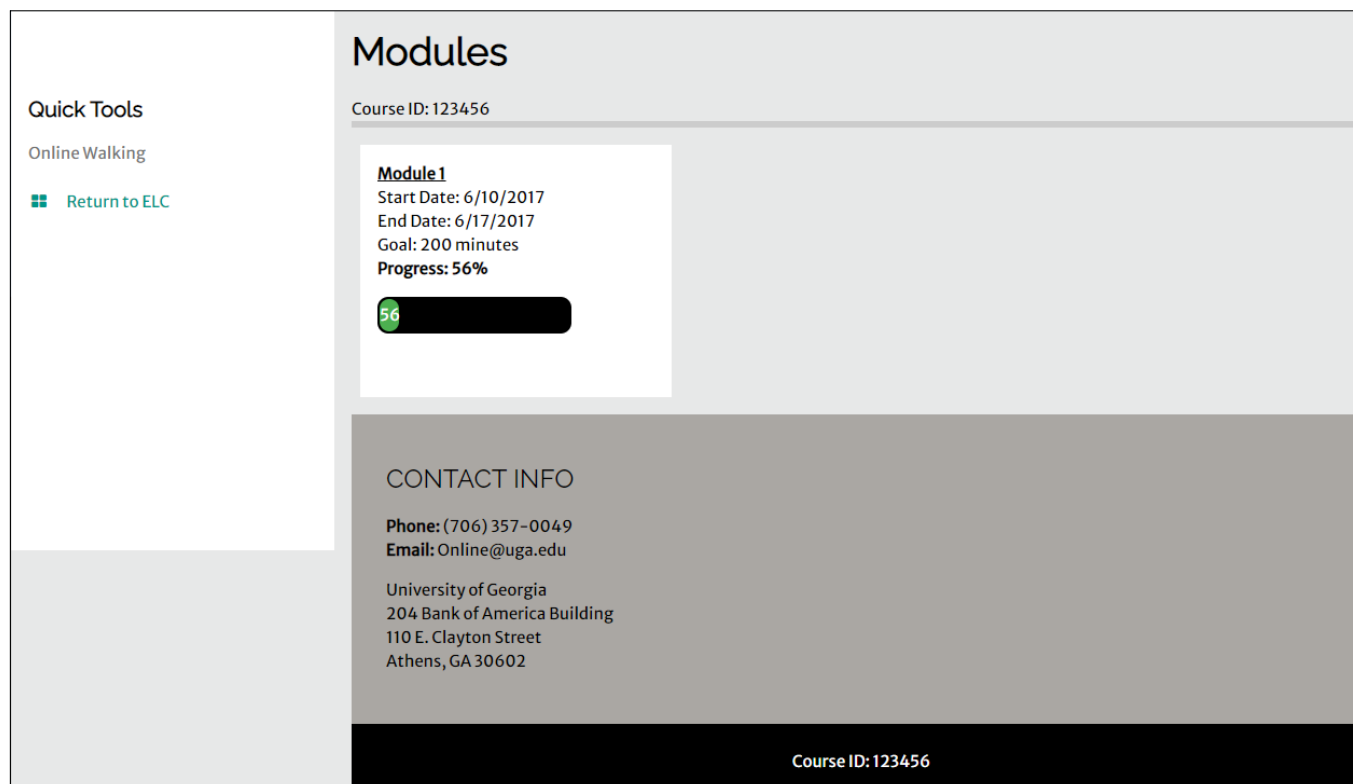 Quick Tools
Online Walking
Return to ELC
Modules
Course ID: 123456
Module 1
Start Date: 6/10/2017
End Date: 6/17/2017
Goal: 200 minutes
Progress: 56%
56
CONTACT INFO
Phone: (706) 357-0049
Email: Online@uga.edu
University of Georgia
204 Bank of America Building
110 E. Clayton Street
Athens, GA 30602
Course ID: 123456